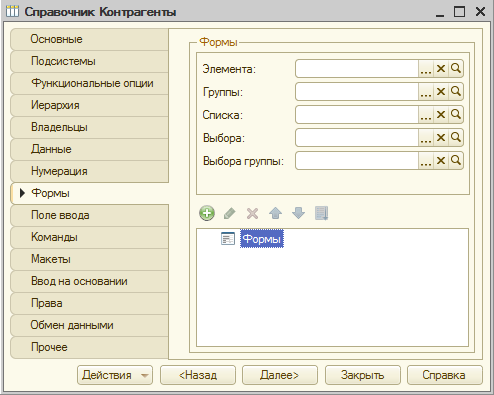 Справочник Контрагенты
Основные
Подсистемы
Функциональные опции
Иерархия
Владельцы
Данные
Нумерация
Формы
Поле ввода
Команды
Макеты
Ввод на основании
Права
Обмен данными
Прочее
Формы
Элемента:
Группы:
Списка:
Выбора:
Выбора группы:
Формы
Действия
<Назад
Далее>
Закрыть
Справка